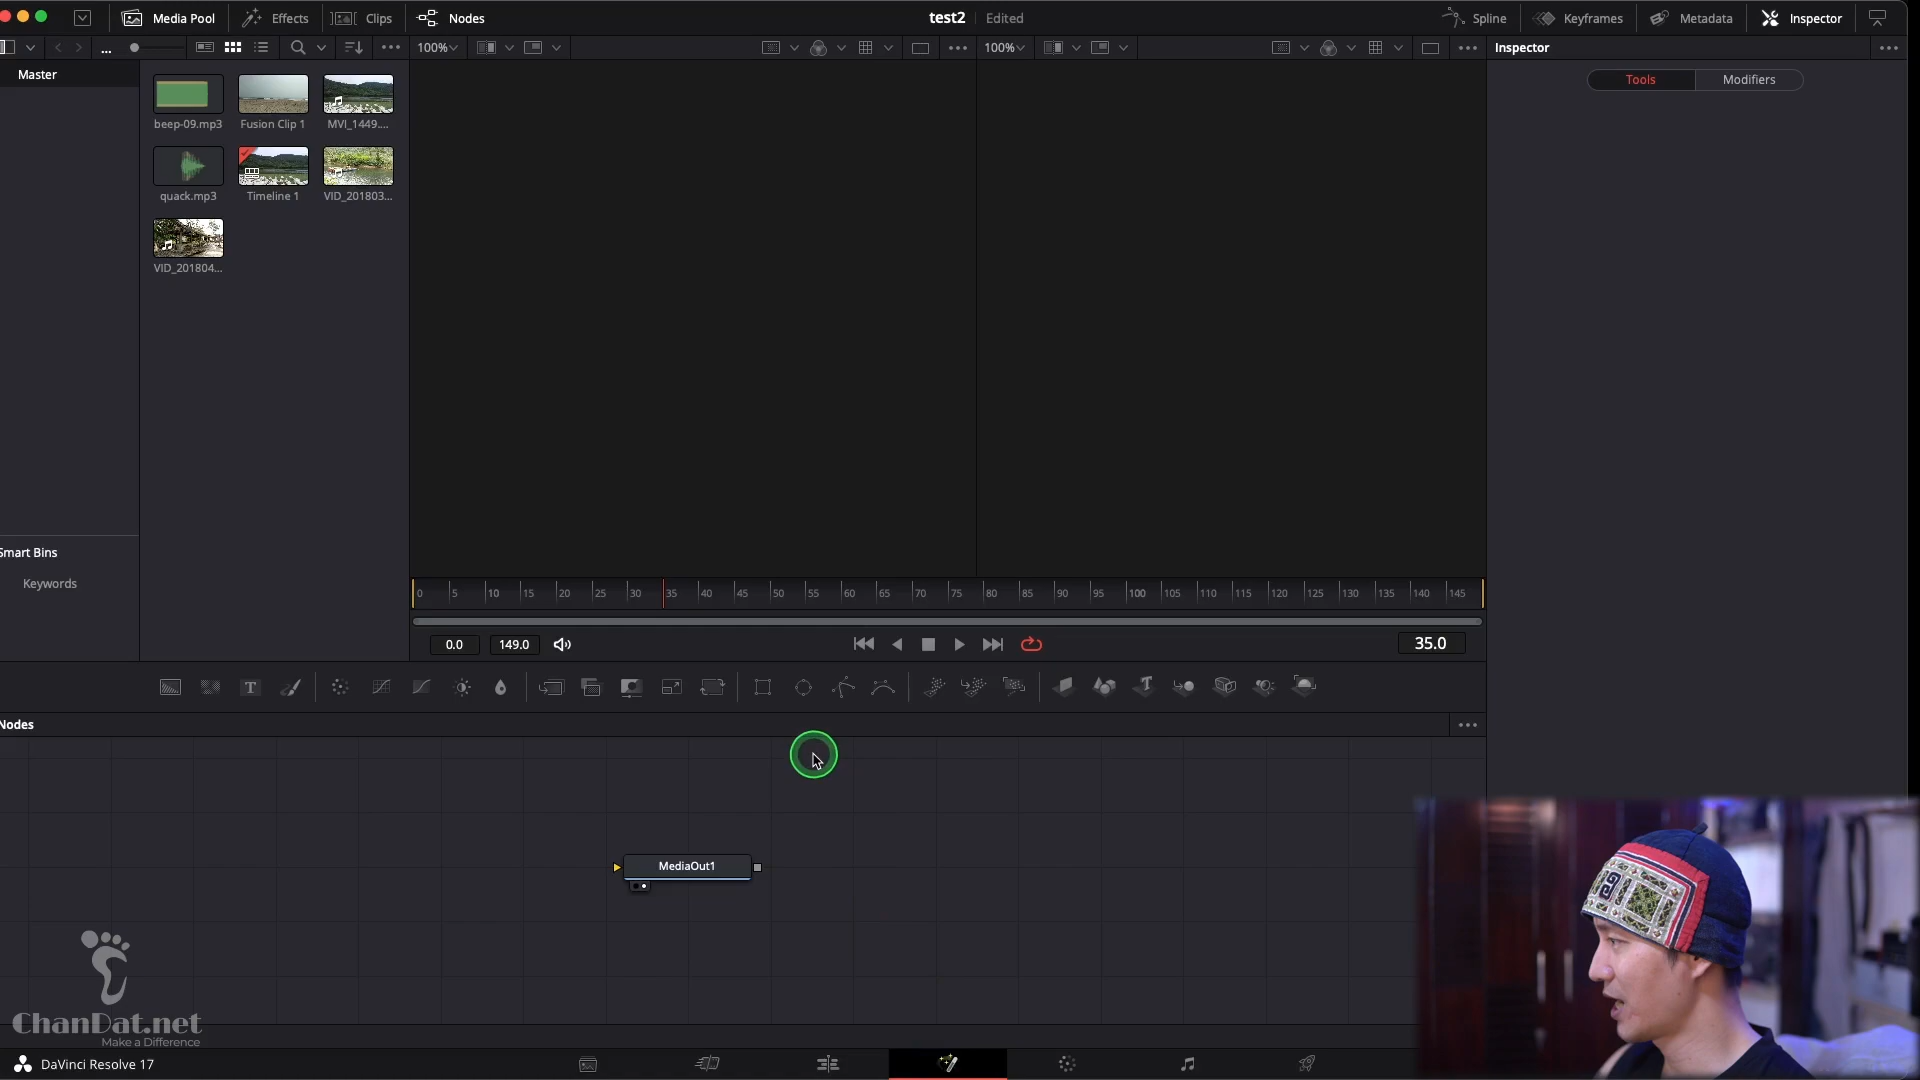 Media Pool
Effects
Clips
Nodes
test2
Edited
Spline
Keyframes
Metadata
Inspector
...
100%
100%
Inspector
Master
Tools
Modifiers
beep-09.mp3
Fusion Clip 1
MVI_1449....
quack.mp3
Timeline 1
VID_201803...
VID_201804...
Smart Bins
Keywords
0 5 10 15 20 25 30 35 40 45 50 55 60 65 70 75 80 85 90 95 100 105 110 115 120 125 130 135 140 145
0.0
149.0
35.0
T
T
Nodes
MediaOut1
ChanDat.net
Make a Difference
DaVinci Resolve 17